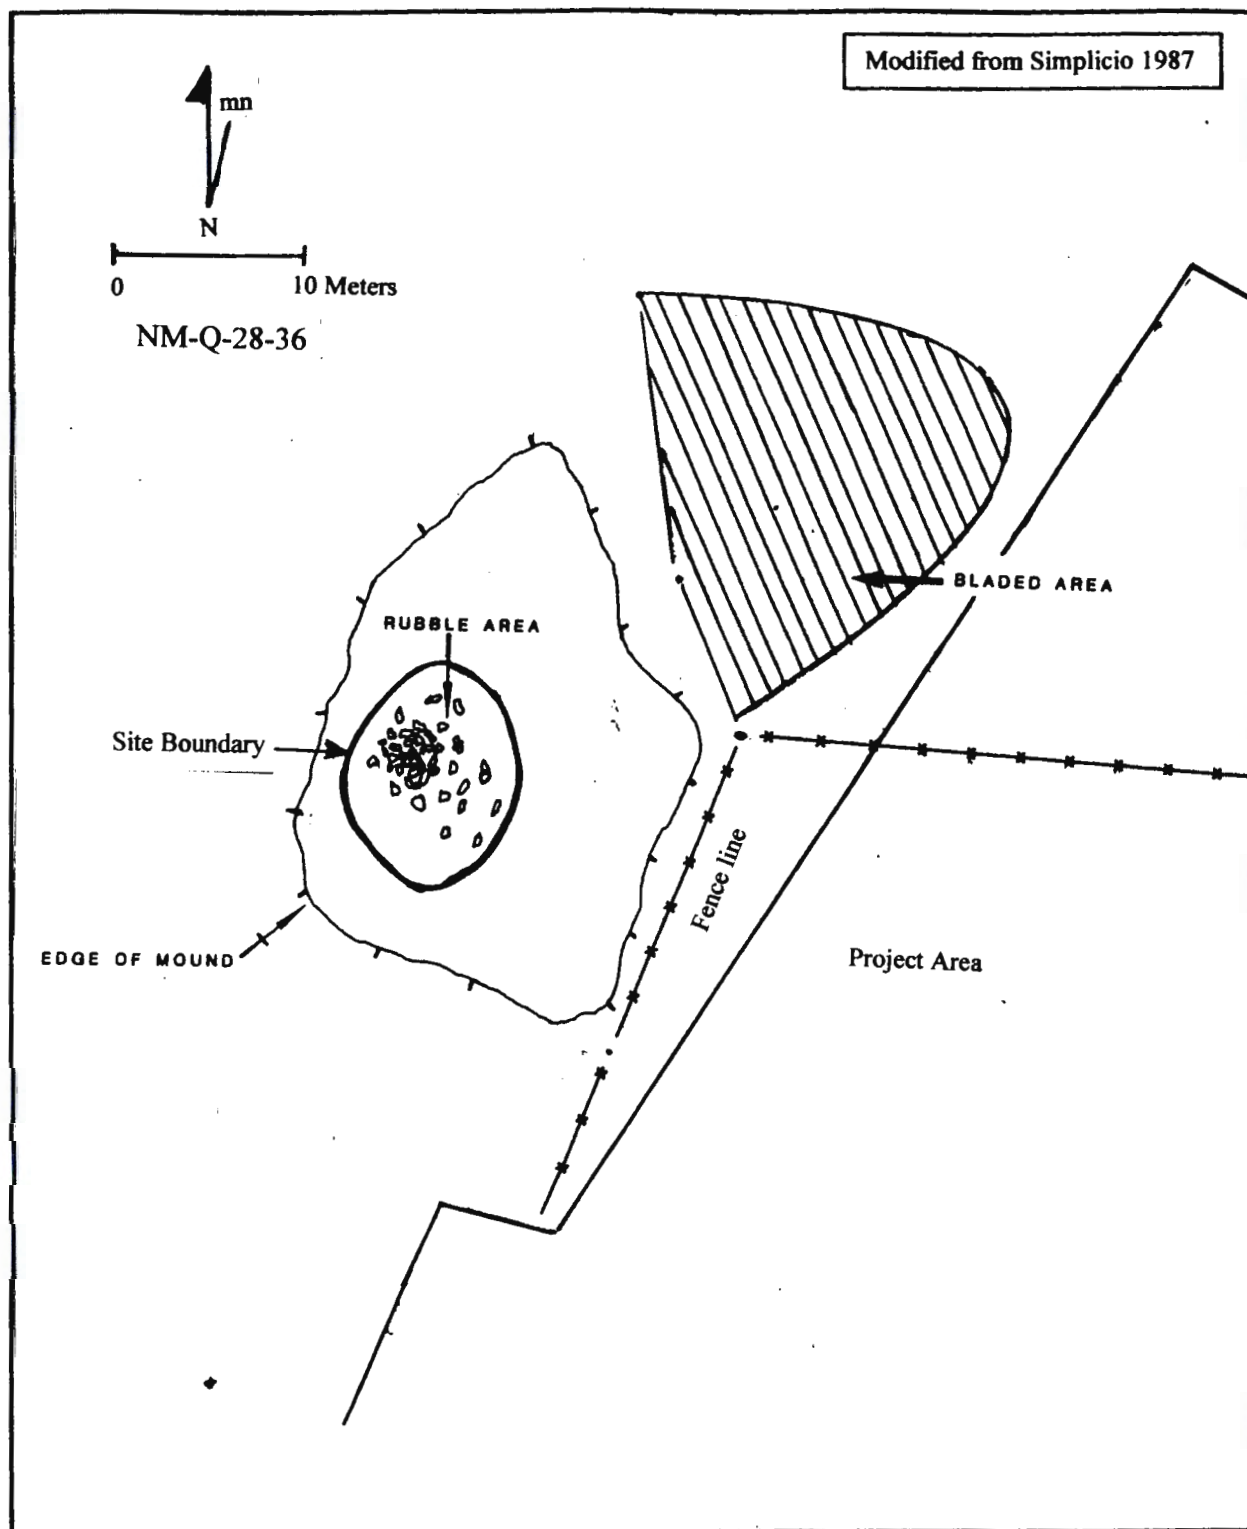 Modified from Simplicio 1987
mn
N
0 10 Meters
NM-Q-28-36
BLADED AREA
RUBBLE AREA
Site Boundary
Fence line
EDGE OF MOUND
Project Area